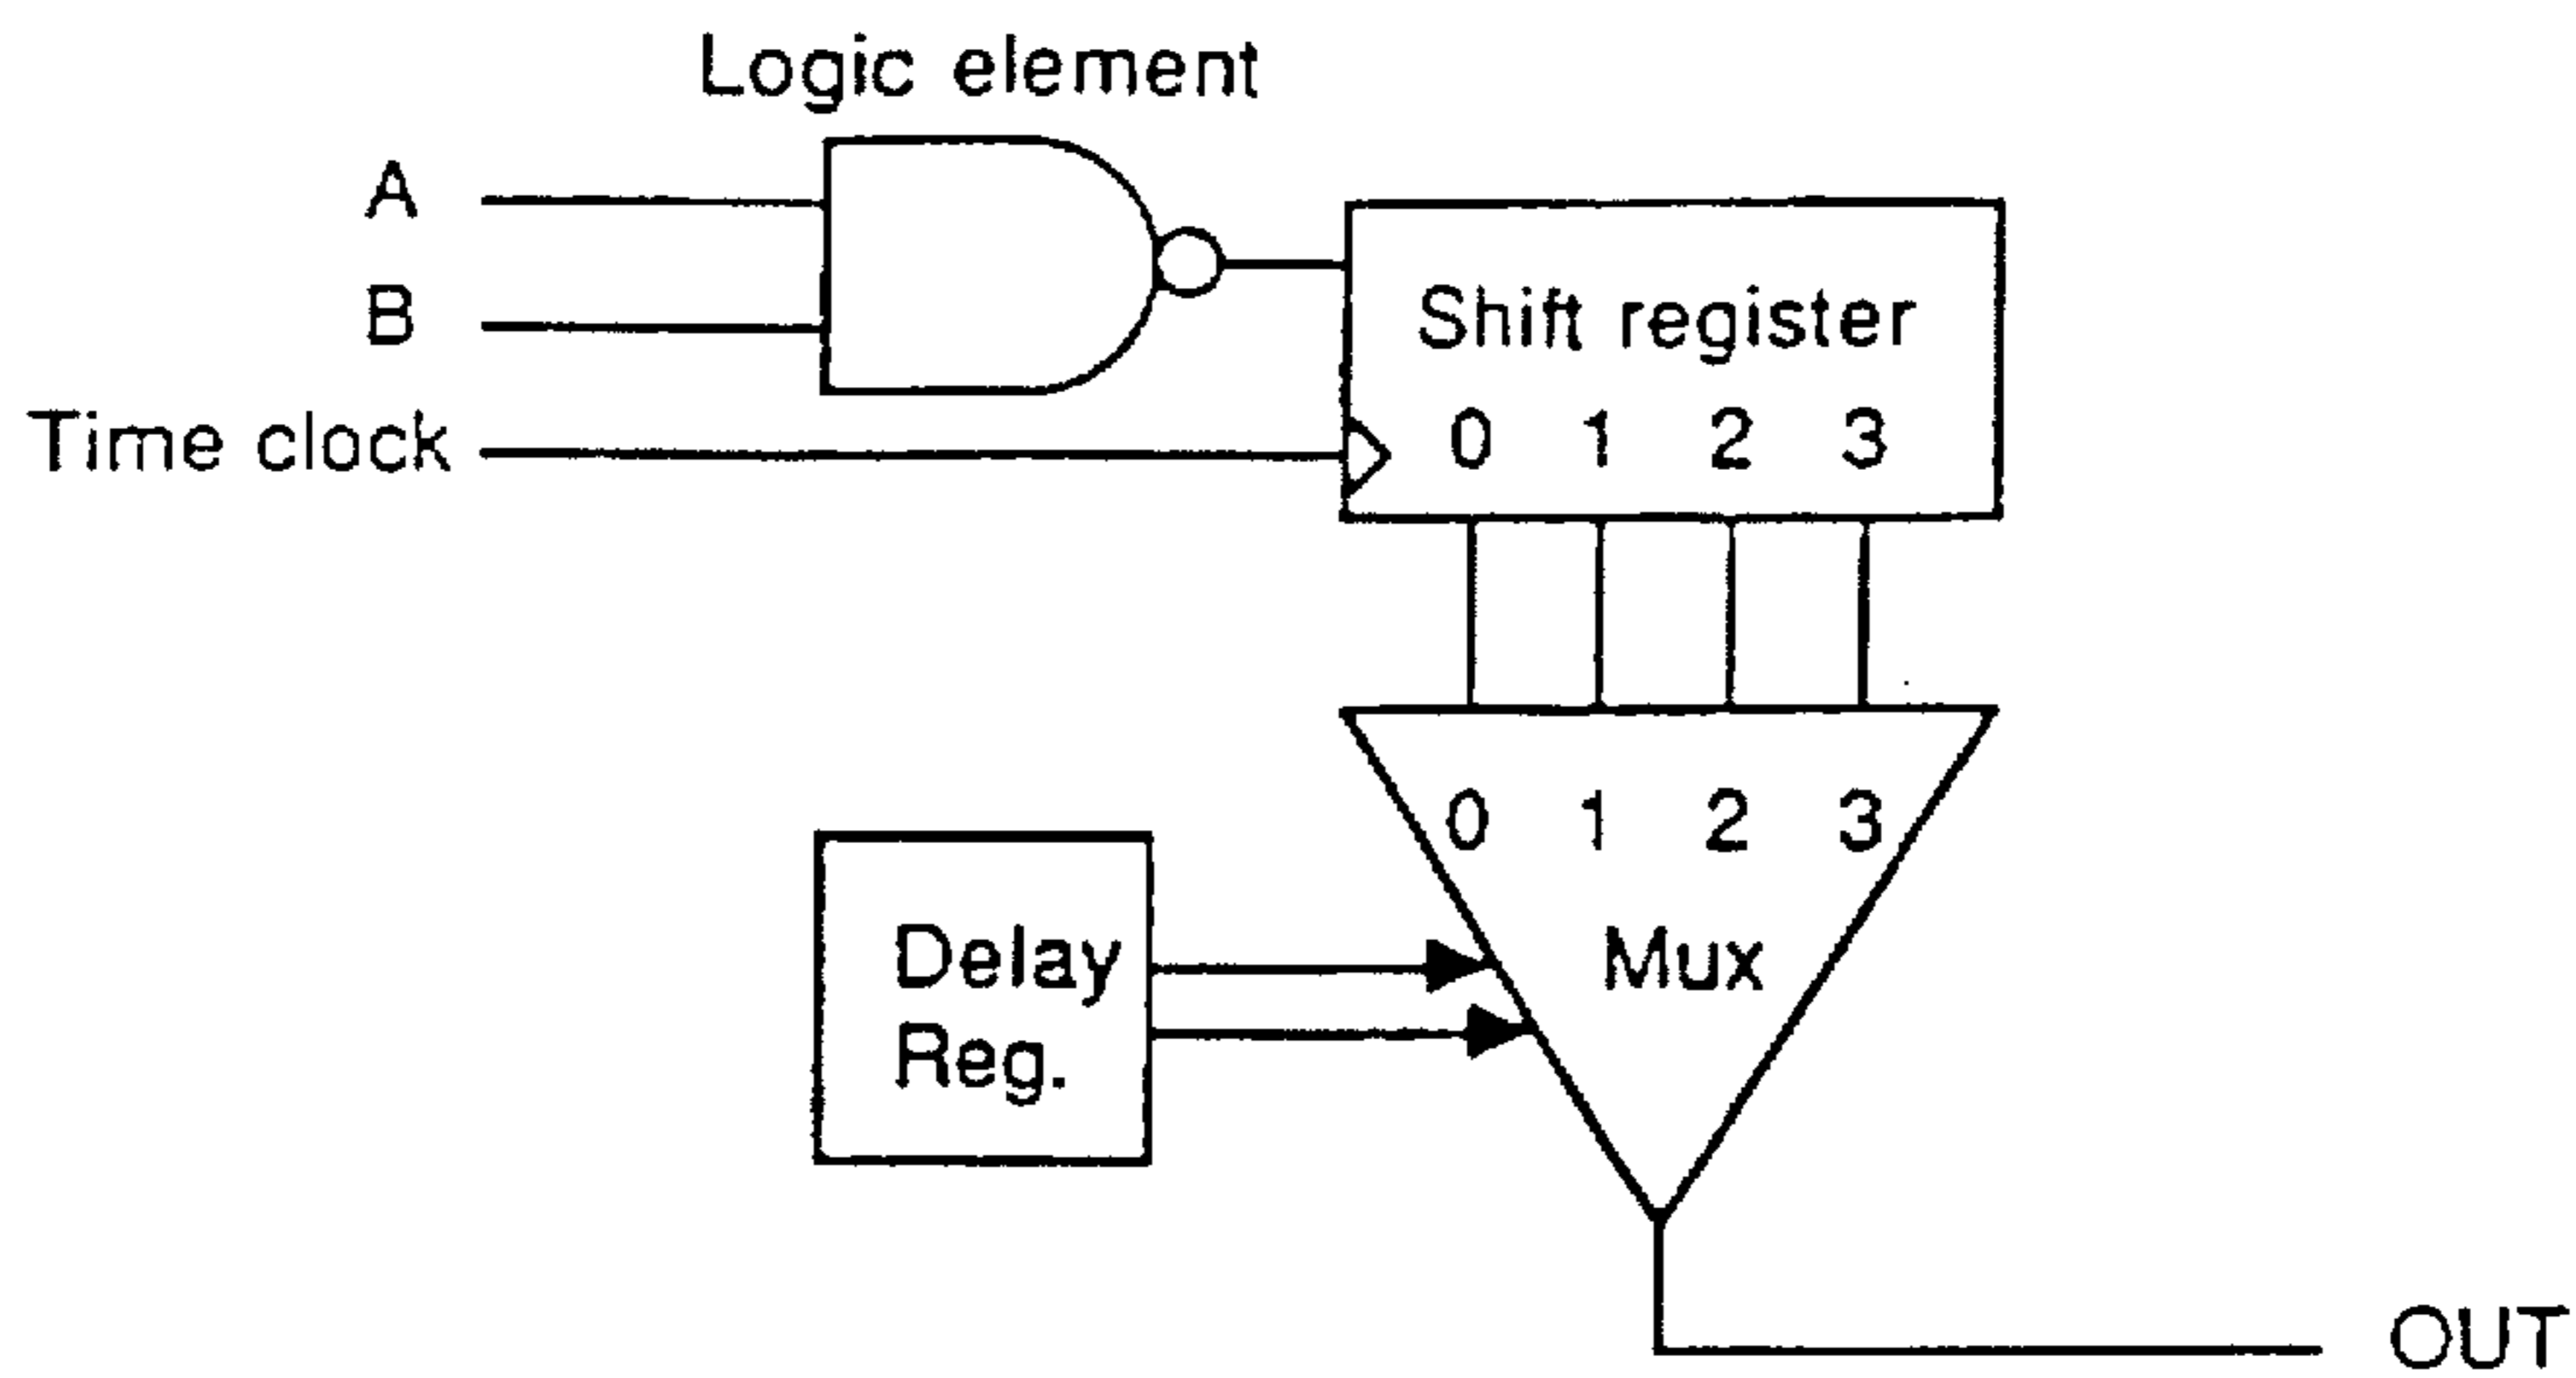 Logic element
A
B
Time clock
Shift register
0 1 2 3
0 1 2 3
Mux
Delay
Reg.
OUT